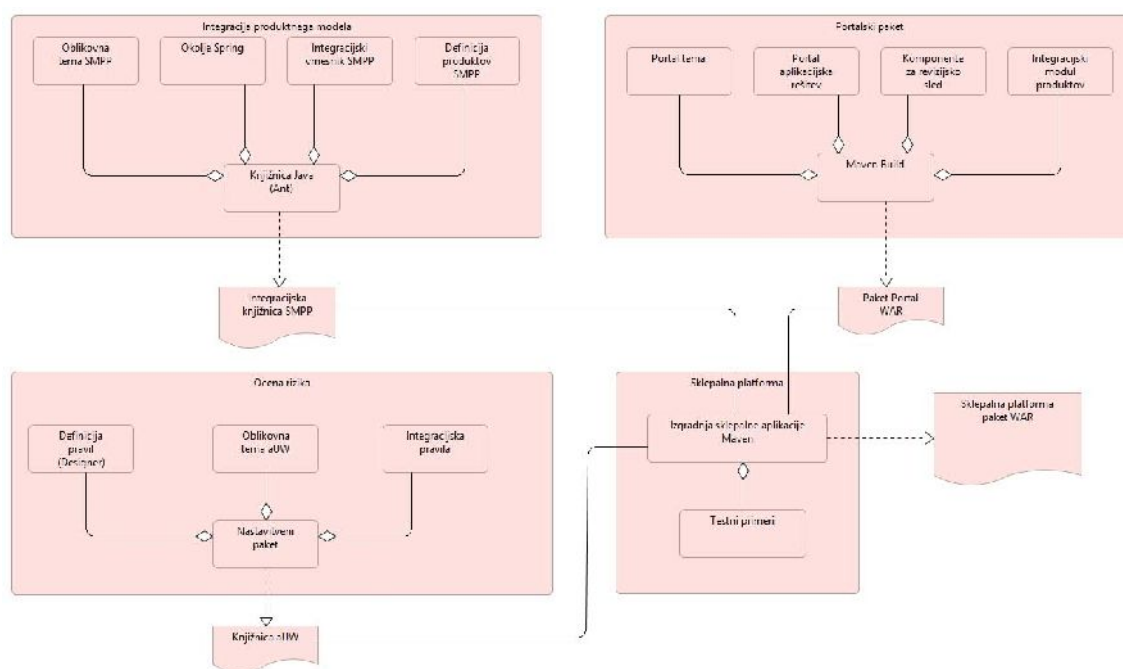 Integracija produktnega modela
Oblikovna
tema SMPP
Okolje Spring
Integracijski
vmesnik SMPP
Definicija
produktov
SMPP
Knjižnica Java
(Ant)
Portalski paket
Portal tema
Portal
aplikacijska
rešitev
Komponenta
za revizijsko
sled
Integracijski
modul
produktov
Maven Build
Integracijska
knjižnica SMPP
Paket Portal
WAR
Ocena rizika
Definicija
pravil
(Designer)
Oblikovna
tema aUW
Integracijska
pravila
Nastavitveni
paket
Knjižnica aUW
Sklepalna platforma
Izgradnja sklepalne aplikacije
Maven
Testni primeri
Sklepalna platforma
paket WAR